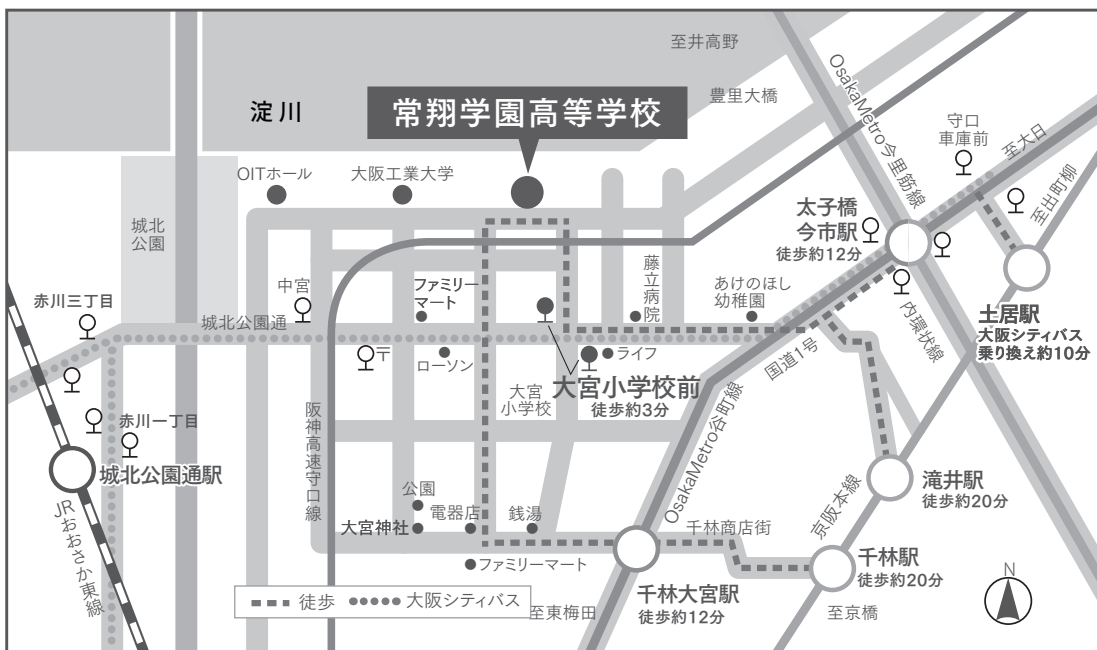 至井高野
淀川
常翔学園高等学校
豊里大橋
OsakaMetro今里筋線
守口
車庫前
至大日
至出町柳
OITホール
大阪工業大学
城北
公園
太子橋
今市駅
徒歩約12分
中宮
ファミリー
マート
藤立病院
あけのほし
幼稚園
赤川三丁目
城北公園通
内環状線
土居駅
大阪シティバス
乗り換え約10分
〒
ローソン
ライフ
国道1号
大宮
小学校
大宮小学校前
徒歩約3分
赤川一丁目
阪神高速守口線
OsakaMetro谷町線
城北公園通駅
滝井駅
徒歩約20分
公園
京阪本線
JRおおさか東線
大宮神社
電器店
銭湯
千林商店街
ファミリーマート
千林駅
徒歩約20分
千林大宮駅
徒歩約12分
徒歩
大阪シティバス
至東梅田
至京橋
N